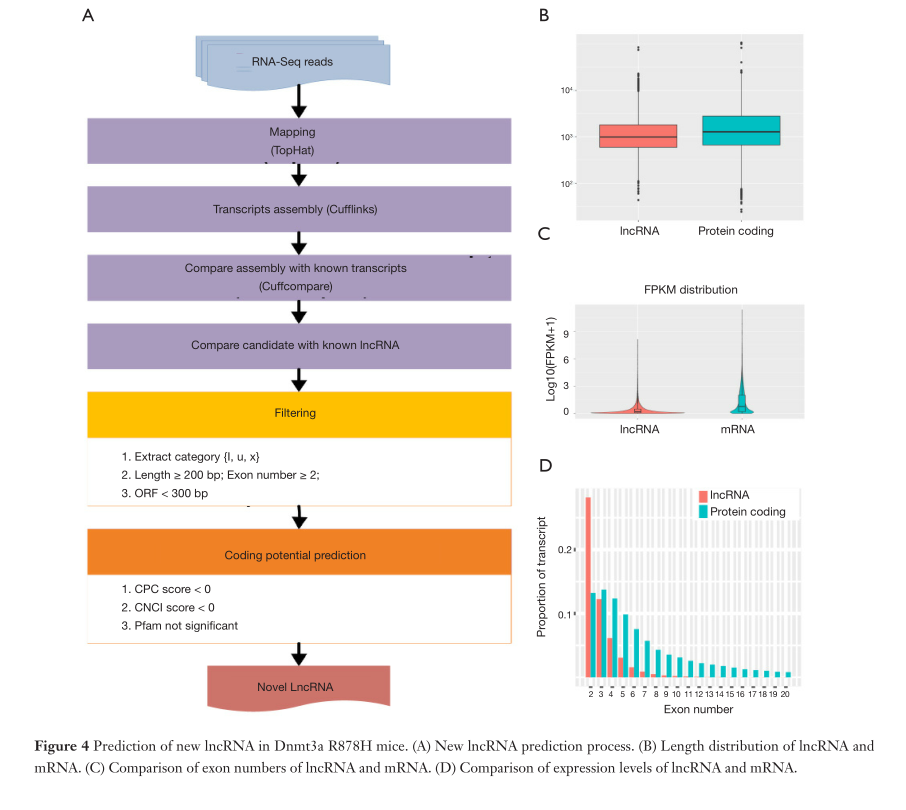 A
RNA-Seq reads
Mapping
(TopHat)
Transcripts assembly (Cufflinks)
Compare assembly with known transcripts
(Cuffcompare)
Compare candidate with known lncRNA
Filtering
1. Extract category {I, u, x}
2. Length ≥ 200 bp; Exon number ≥ 2;
3. ORF < 300 bp
Coding potential prediction
1. CPC score < 0
2. CNCI score < 0
3. Pfam not significant
Novel LncRNA
B
10⁴
10³
10²
lncRNA Protein coding
C
FPKM distribution
Log10(FPKM+1)
9
6
3
0
lncRNA mRNA
D
lncRNA
Protein coding
Proportion of transcript
0.2
0.1
2 3 4 5 6 7 8 9 10 11 12 13 14 15 16 17 18 19 20
Exon number
Figure 4 Prediction of new lncRNA in Dnmt3a R878H mice. (A) New lncRNA prediction process. (B) Length distribution of lncRNA and
mRNA. (C) Comparison of exon numbers of lncRNA and mRNA. (D) Comparison of expression levels of lncRNA and mRNA.